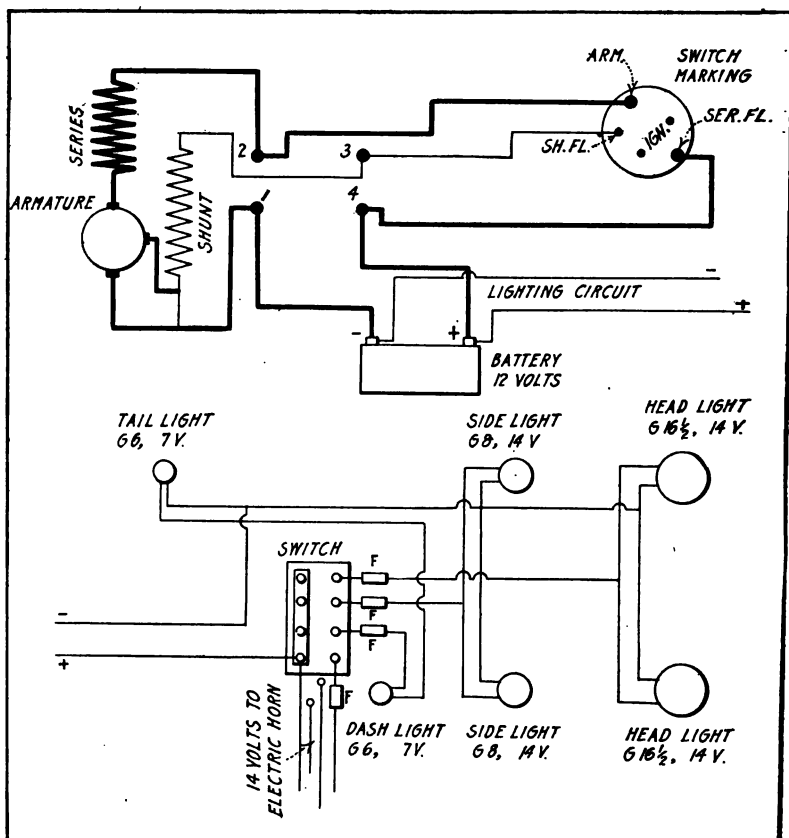 ARM.
SWITCH
MARKING
SERIES
2
3
SH.FL.
IGN.
SER.FL.
ARMATURE
SHUNT
1
4
-
LIGHTING CIRCUIT
+
-
+
BATTERY
12 VOLTS
TAIL LIGHT
G6, 7V.
SIDE LIGHT
G8, 14V
HEAD LIGHT
G16½, 14V.
SWITCH
F
F
F
F
-
+
14 VOLTS TO
ELECTRIC HORN
DASH LIGHT
G6, 7V.
SIDE LIGHT
G8, 14V.
HEAD LIGHT
G16½, 14V.